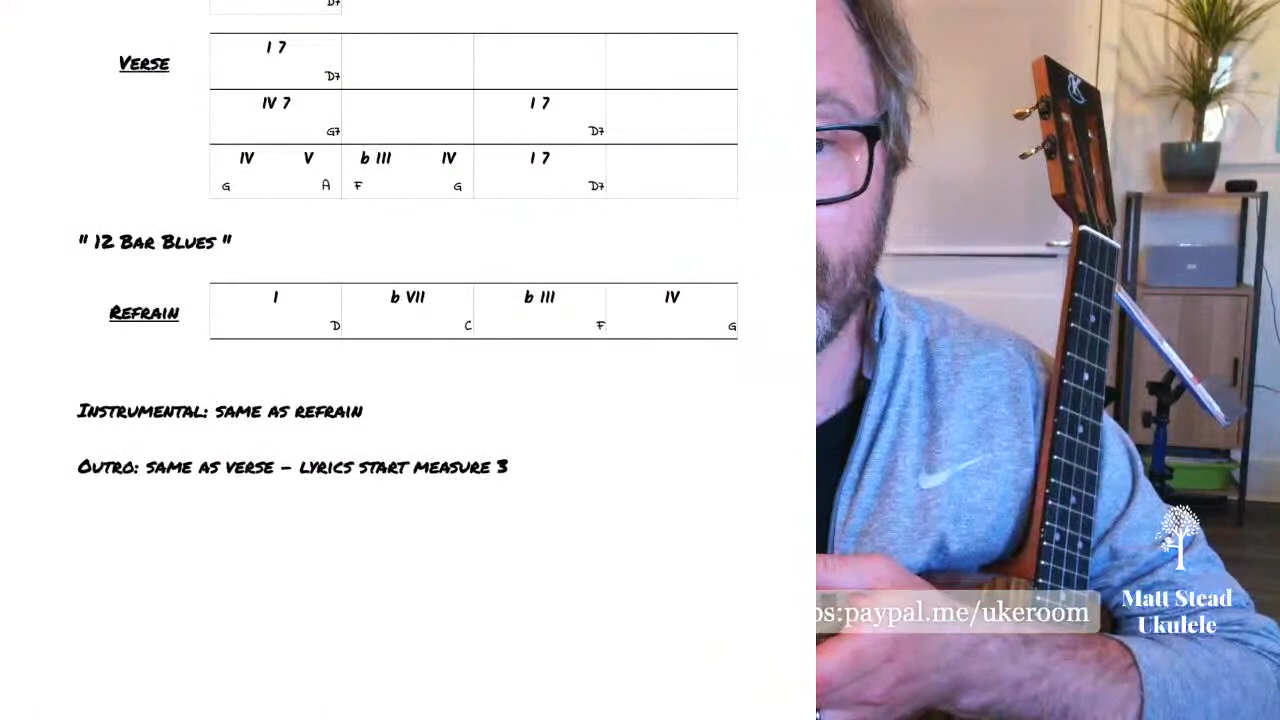 D7
I 7
VERSE
D7
IV 7 I 7
G7 D7
IV V b III IV I 7
G A F G D7
" 12 BAR BLUES "
I b VII b III IV
REFRAIN
D C F G
INSTRUMENTAL: SAME AS REFRAIN
OUTRO: SAME AS VERSE - LYRICS START MEASURE 3
ps:paypal.me/ukeroom
Matt Stead
Ukulele